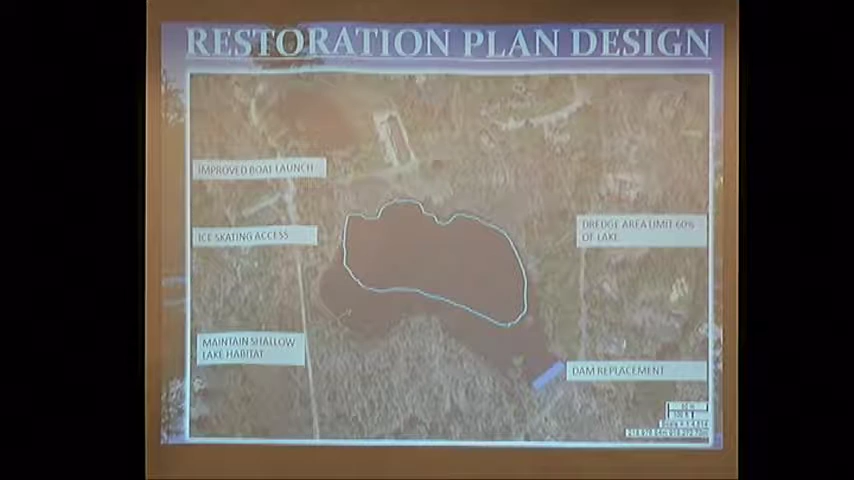 RESTORATION PLAN DESIGN
IMPROVED BOAT LAUNCH
ICE SKATING ACCESS
DREDGE AREA LIMIT 60%
OF LAKE
MAINTAIN SHALLOW
LAKE HABITAT
DAM REPLACEMENT